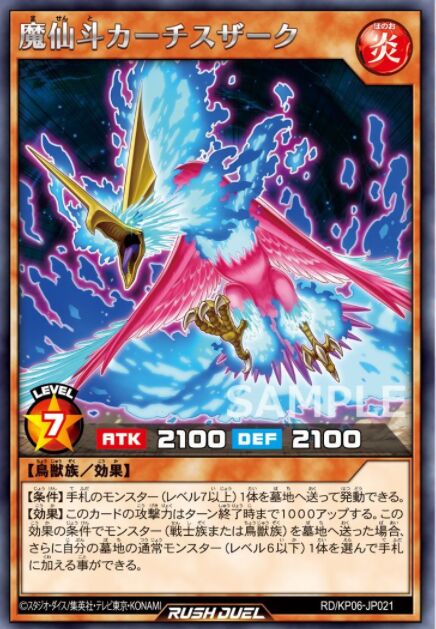 ま せん と
魔仙斗カーチスザーク
ほのお
炎
LEVEL
7
SAMPLE
ATK 2100 DEF 2100
【鳥獣族／効果】
【条件】手札のモンスター（レベル7以上）1体を墓地へ送って発動できる。
【効果】このカードの攻撃力はターン終了時まで1000アップする。この
効果の条件でモンスター（戦士族または鳥獣族）を墓地へ送った場合、
さらに自分の墓地の通常モンスター（レベル6以下）1体を選んで手札
に加える事ができる。
©スタジオ・ダイス/集英社・テレビ東京・KONAMI
RUSH DUEL
RD/KP06-JP021